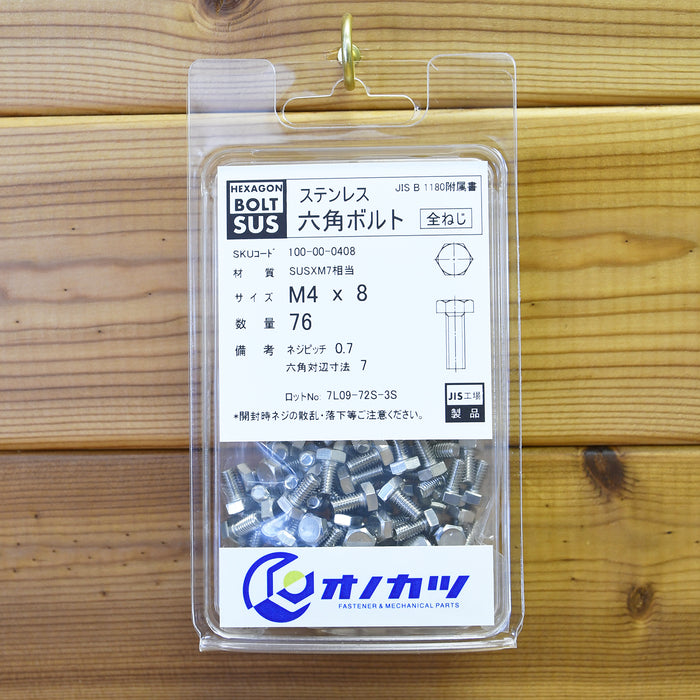 HEXAGON
BOLT
SUS
ステンレス
JIS B 1180附属書
六角ボルト 全ねじ
SKUコード 100-00-0408
材質 SUSXM7相当
サイズ M4 x 8
数量 76
備考 ネジピッチ 0.7
六角対辺寸法 7
ロットNo: 7L09-72S-3S
JIS工場
製品
*開封時ネジの散乱・落下等ご注意ください。
オノカツ
FASTENER & MECHANICAL PARTS